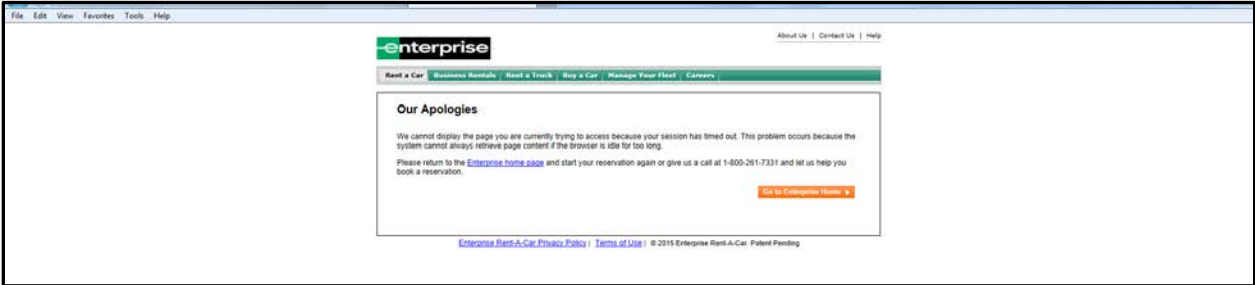 File Edit View Favorites Tools Help
About Us | Contact Us | Help
enterprise
Rent a Car | Business Rentals | Rent a Truck | Buy a Car | Manage Your Fleet | Careers
Our Apologies
We cannot display the page you are currently trying to access because your session has timed out. This problem occurs because the
system cannot always retrieve page content if the browser is idle for too long.
Please return to the Enterprise home page and start your reservation again or give us a call at 1-800-261-7331 and let us help you
book a reservation.
Go to Enterprise Home
Enterprise Rent-A-Car Privacy Policy | Terms of Use | © 2015 Enterprise Rent-A-Car. Patent Pending